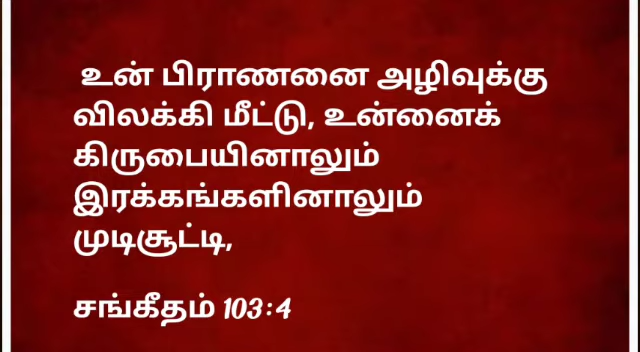 உன் பிராணனை அழிவுக்கு
விலக்கி மீட்டு, உன்னைக்
கிருபையினாலும்
இரக்கங்களினாலும்
முடிசூட்டி,
சங்கீதம் 103:4